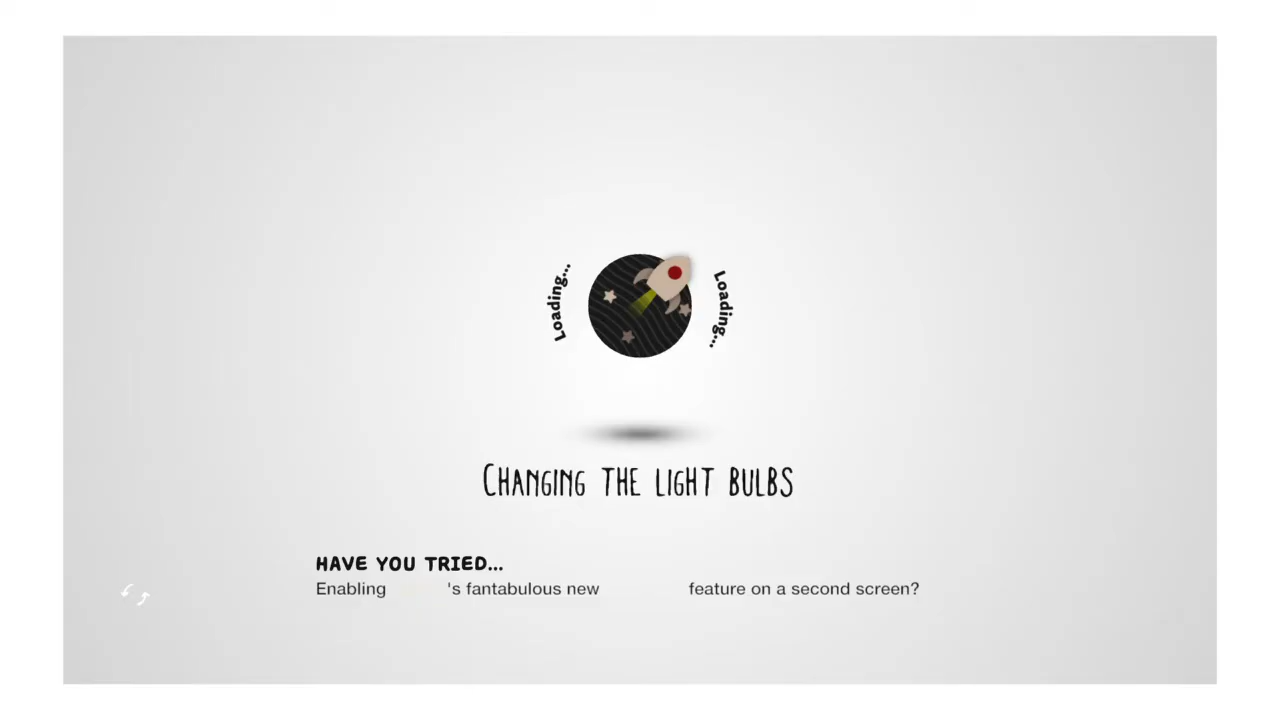 Loading...
Loading...
CHANGING THE LIGHT BULBS
HAVE YOU TRIED...
Enabling 's fantabulous new feature on a second screen?